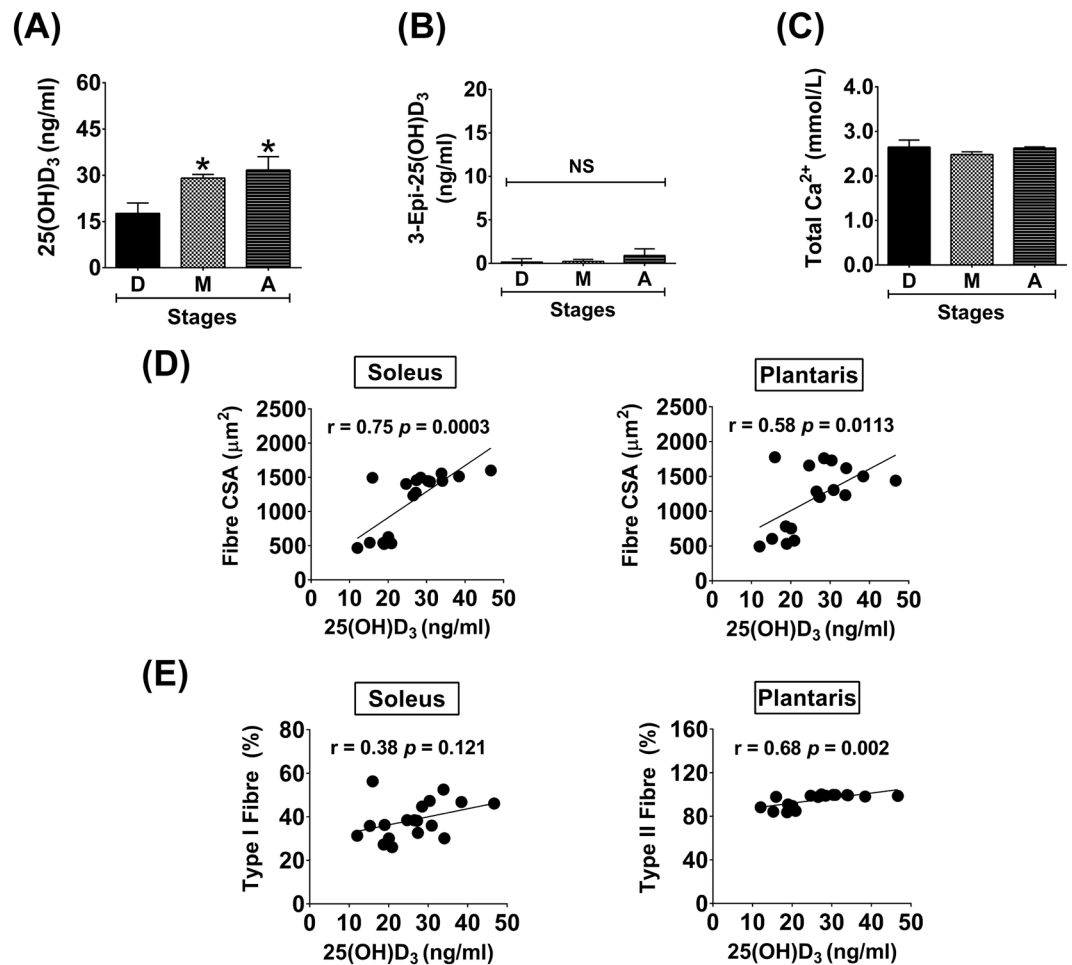 (A)
25(OH)D3 (ng/ml)
60
45
30
15
0
*
*
D M A
Stages
(B)
3-Epi-25(OH)D3
(ng/ml)
20
15
10
5
0
NS
D M A
Stages
(C)
Total Ca2+ (mmol/L)
4.0
3.0
2.0
1.0
0.0
D M A
Stages
(D)
Soleus
Fibre CSA (μm2)
2500
2000
1500
1000
500
0
r = 0.75 p = 0.0003
0 10 20 30 40 50
25(OH)D3 (ng/ml)
Plantaris
Fibre CSA (μm2)
2500
2000
1500
1000
500
0
r = 0.58 p = 0.0113
0 10 20 30 40 50
25(OH)D3 (ng/ml)
(E)
Soleus
Type I Fibre (%)
80
60
40
20
0
r = 0.38 p = 0.121
0 10 20 30 40 50
25(OH)D3 (ng/ml)
Plantaris
Type II Fibre (%)
160
120
80
40
0
r = 0.68 p = 0.002
0 10 20 30 40 50
25(OH)D3 (ng/ml)